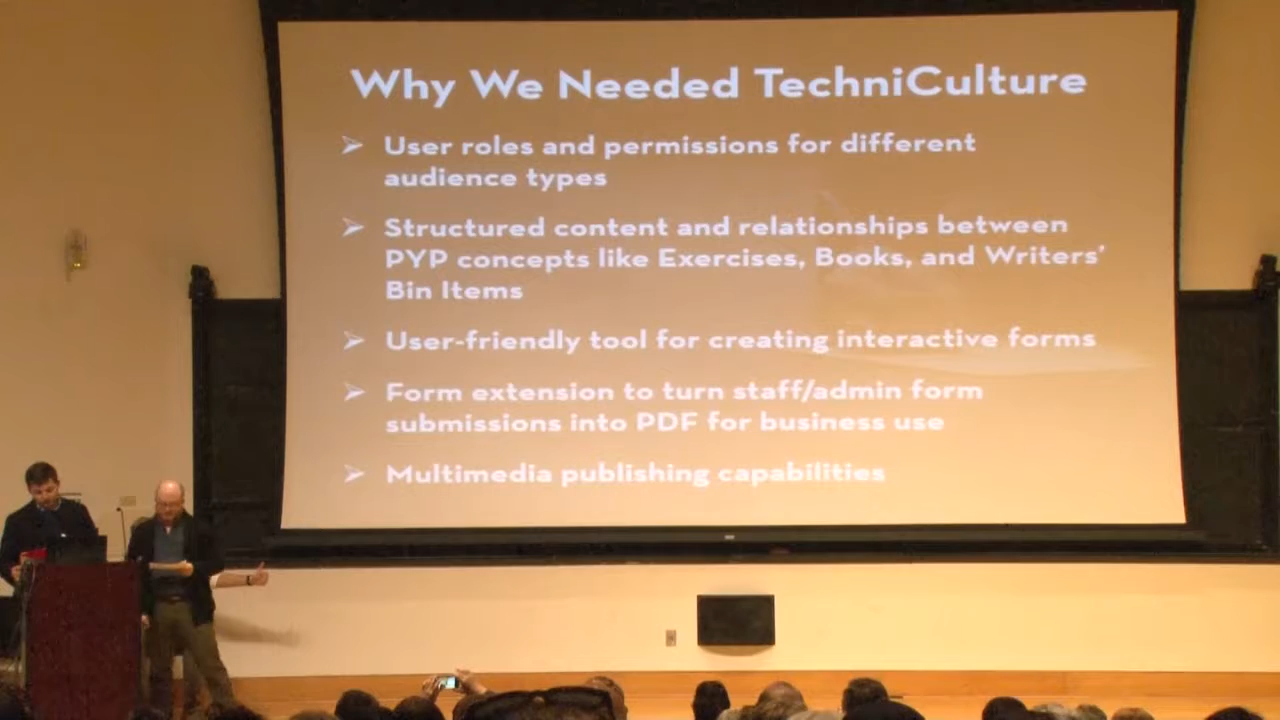 Why We Needed TechniCulture
➢ User roles and permissions for different
audience types
➢ Structured content and relationships between
PYP concepts like Exercises, Books, and Writers’
Bin Items
➢ User-friendly tool for creating interactive forms
➢ Form extension to turn staff/admin form
submissions into PDF for business use
➢ Multimedia publishing capabilities